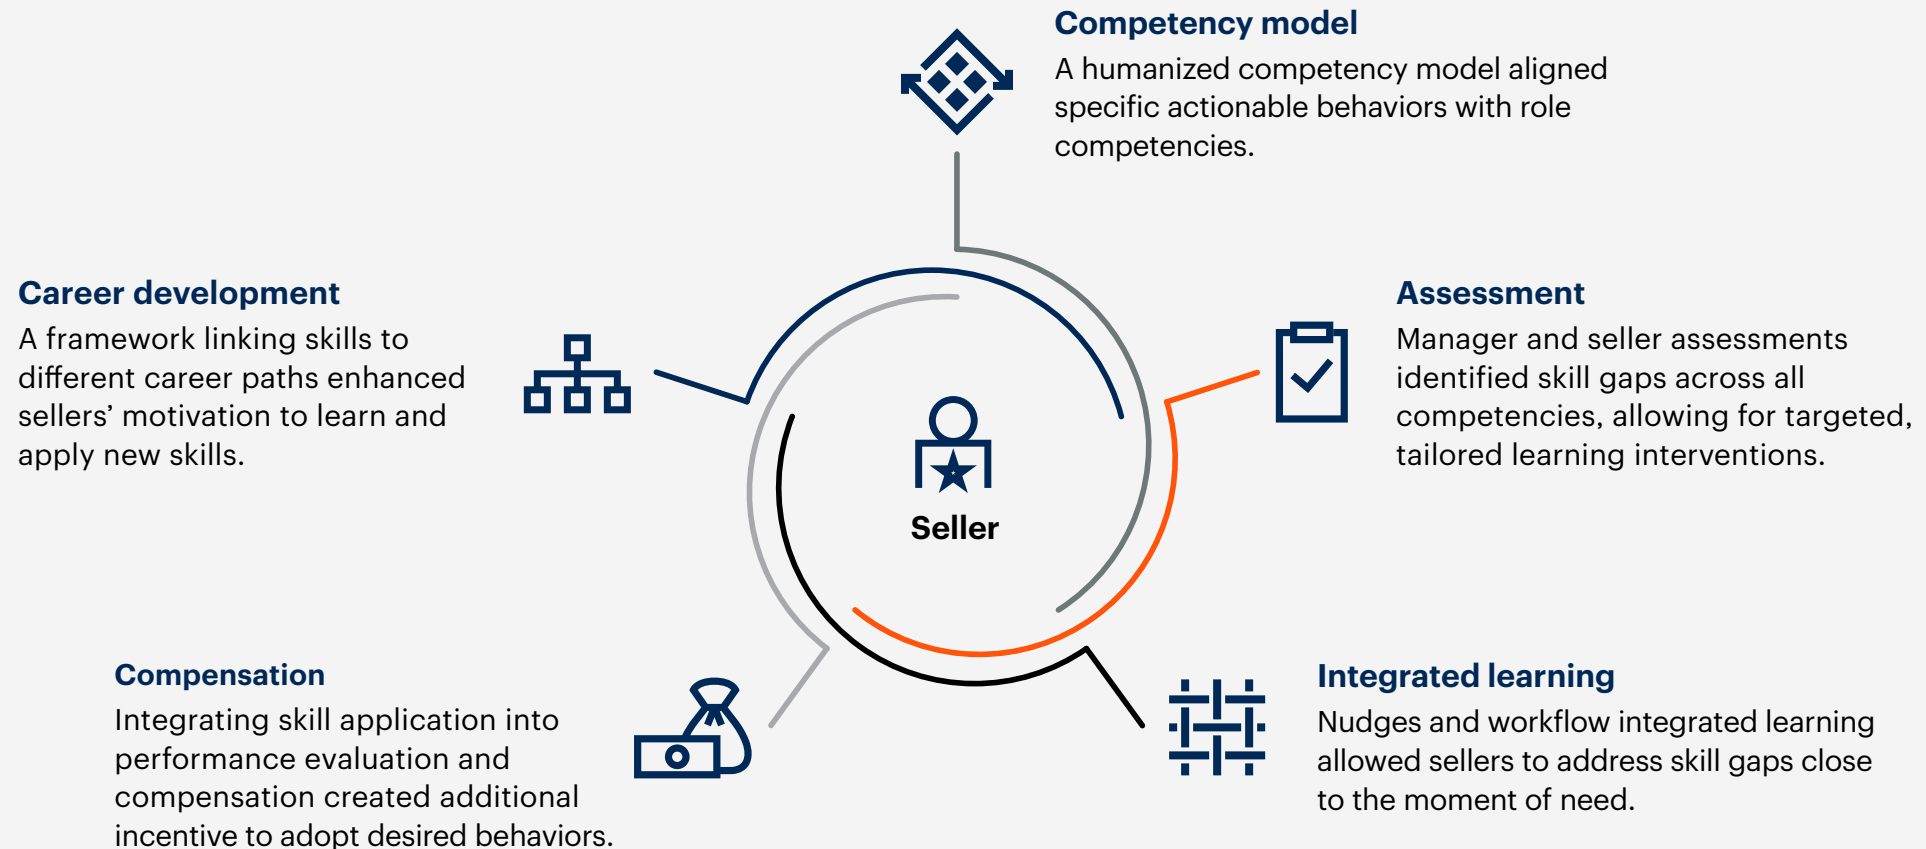 Competency model
A humanized competency model aligned
specific actionable behaviors with role
competencies.
Career development
A framework linking skills to
different career paths enhanced
sellers’ motivation to learn and
apply new skills.
Assessment
Manager and seller assessments
identified skill gaps across all
competencies, allowing for targeted,
tailored learning interventions.
Seller
Compensation
Integrating skill application into
performance evaluation and
compensation created additional
incentive to adopt desired behaviors.
Integrated learning
Nudges and workflow integrated learning
allowed sellers to address skill gaps close
to the moment of need.